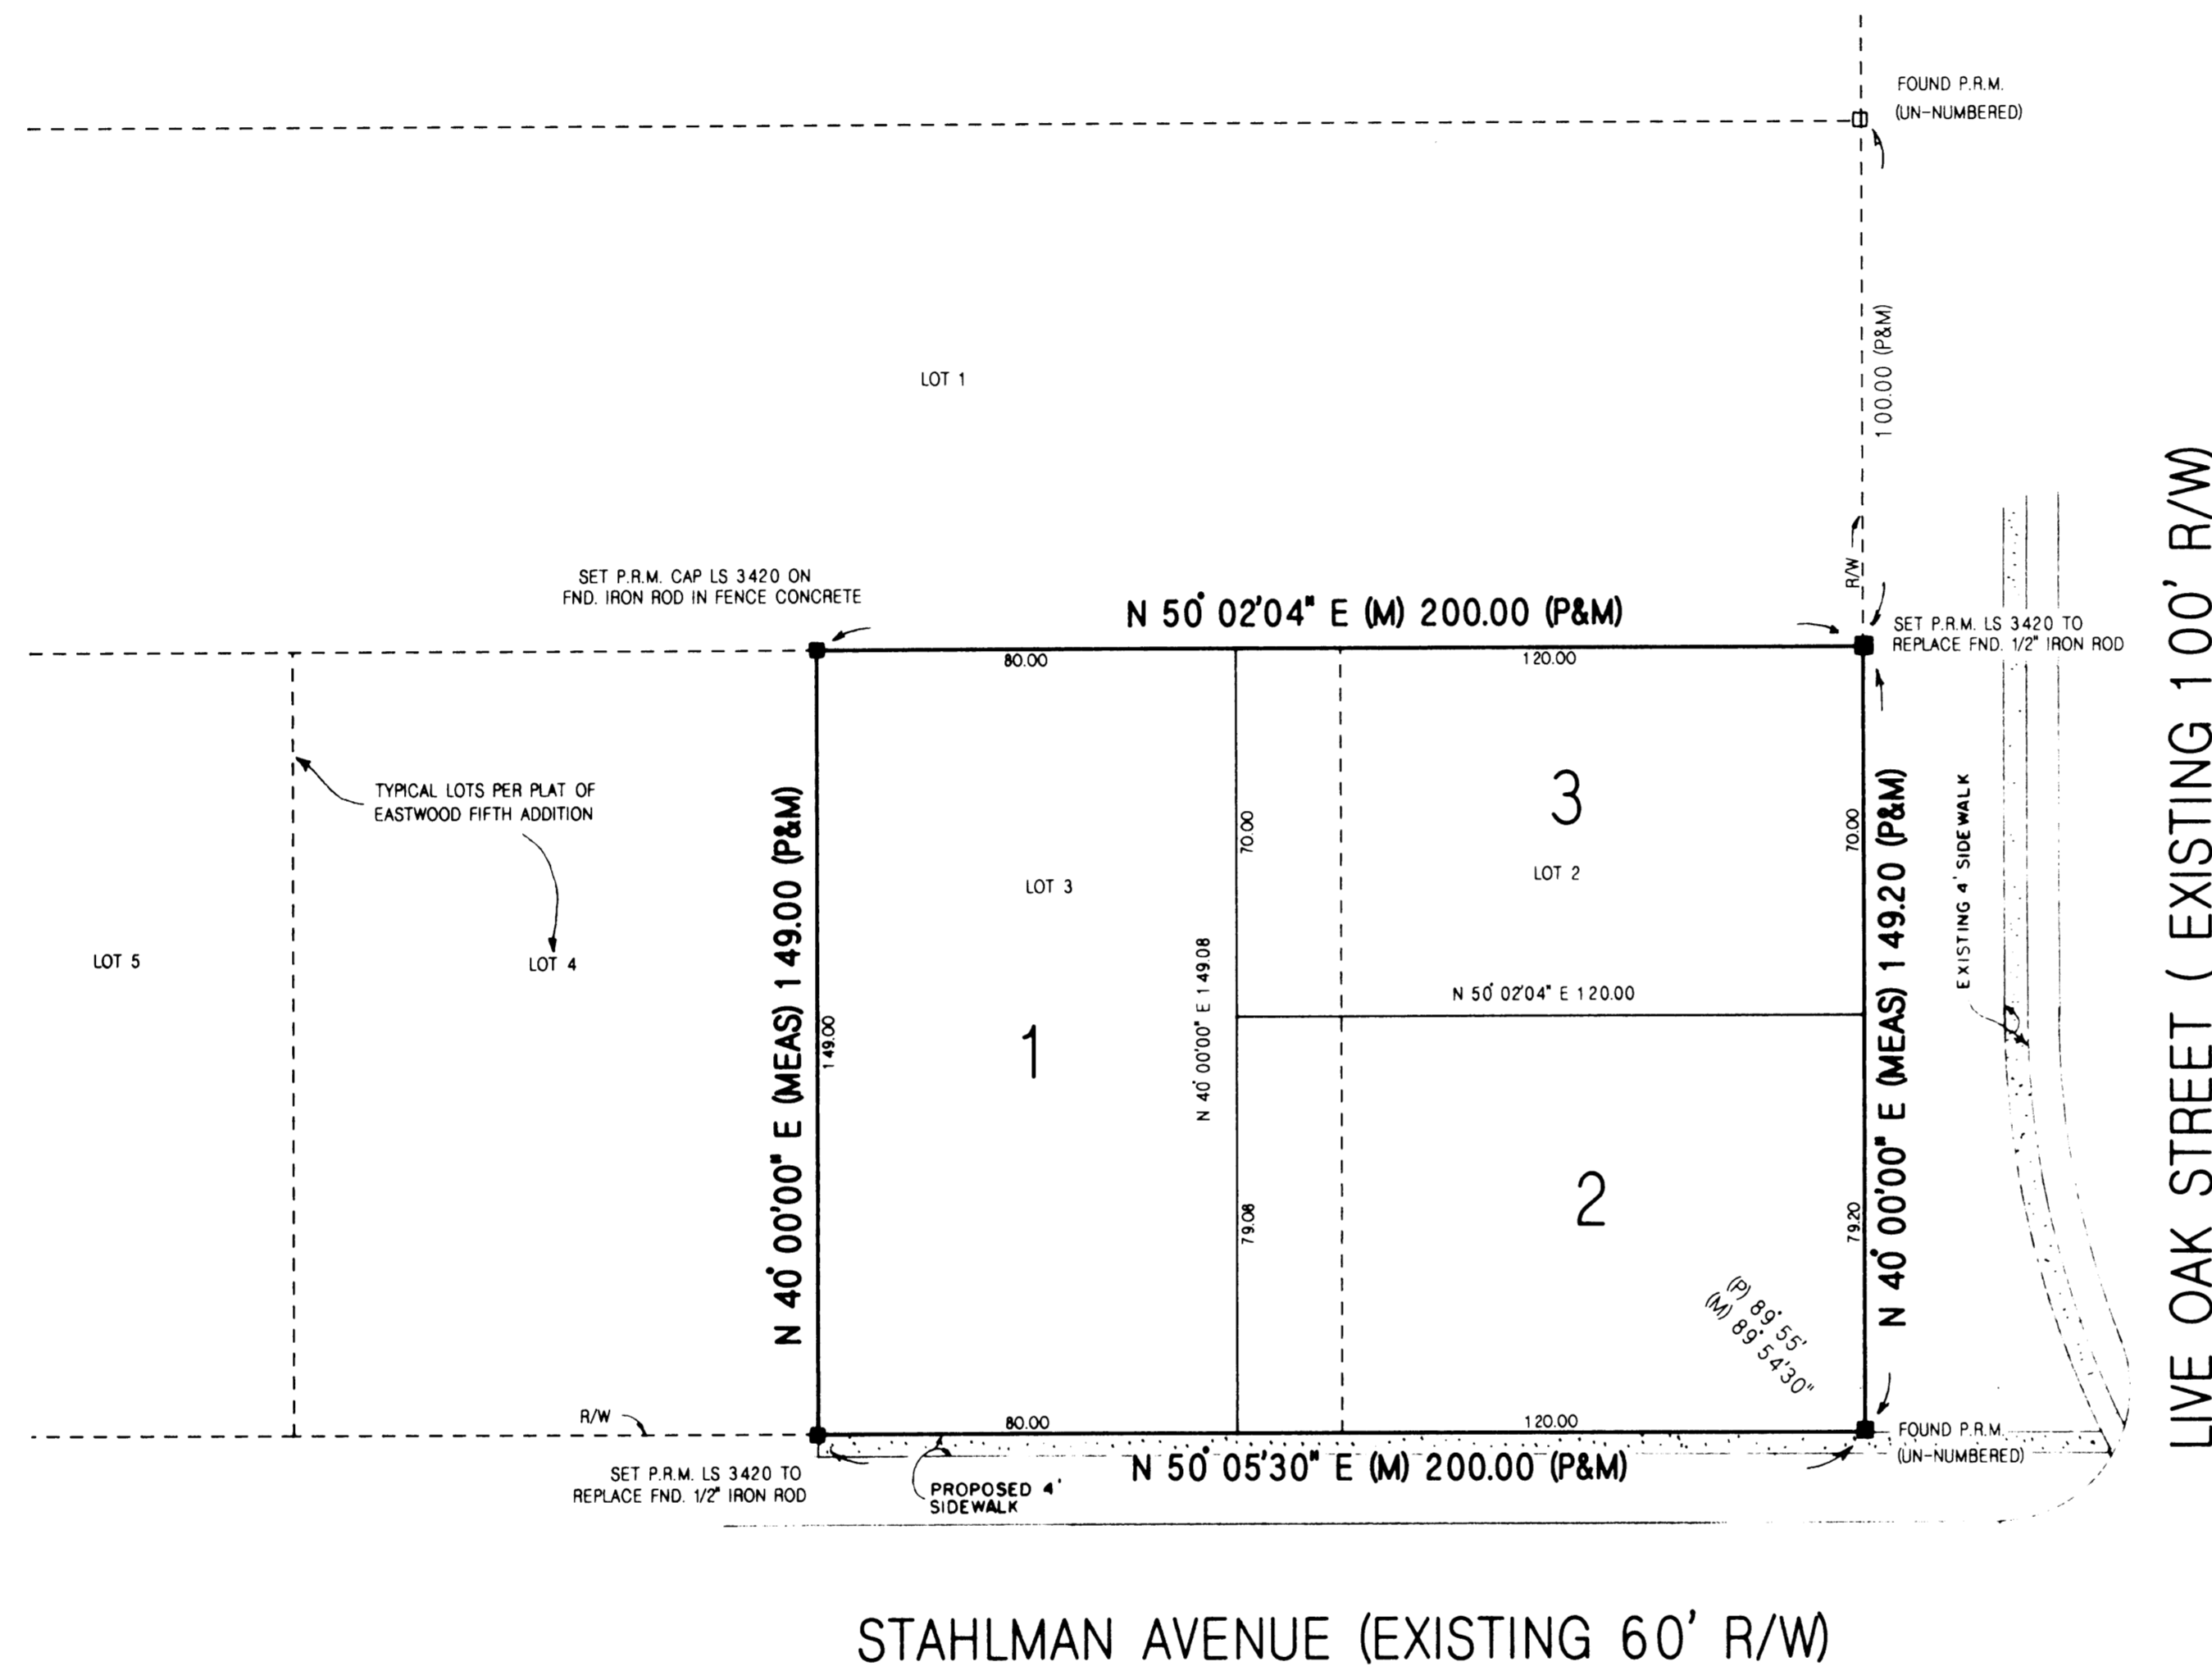 FOUND P.R.M.
(UN-NUMBERED)
100.00 (P&M)
LOT 1
R/W
SET P.R.M. CAP LS 3420 ON
FND. IRON ROD IN FENCE CONCRETE
N 50° 02'04" E (M) 200.00 (P&M)
SET P.R.M. LS 3420 TO
REPLACE FND. 1/2" IRON ROD
80.00
120.00
TYPICAL LOTS PER PLAT OF
EASTWOOD FIFTH ADDITION
LOT 5
LOT 4
N 40° 00'00" E (MEAS) 149.00 (P&M)
149.00
LOT 3
1
N 40° 00'00" E 149.08
70.00
79.08
3
LOT 2
N 50° 02'04" E 120.00
2
70.00
79.20
(P) 89° 55'
(M) 89° 54'30"
N 40° 00'00" E (MEAS) 149.20 (P&M)
EXISTING 4' SIDEWALK
LIVE OAK STREET ( EXISTING 100' R/W)
R/W
80.00
120.00
SET P.R.M. LS 3420 TO
REPLACE FND. 1/2" IRON ROD
PROPOSED 4'
SIDEWALK
N 50° 05'30" E (M) 200.00 (P&M)
FOUND P.R.M.
(UN-NUMBERED)
STAHLMAN AVENUE (EXISTING 60' R/W)